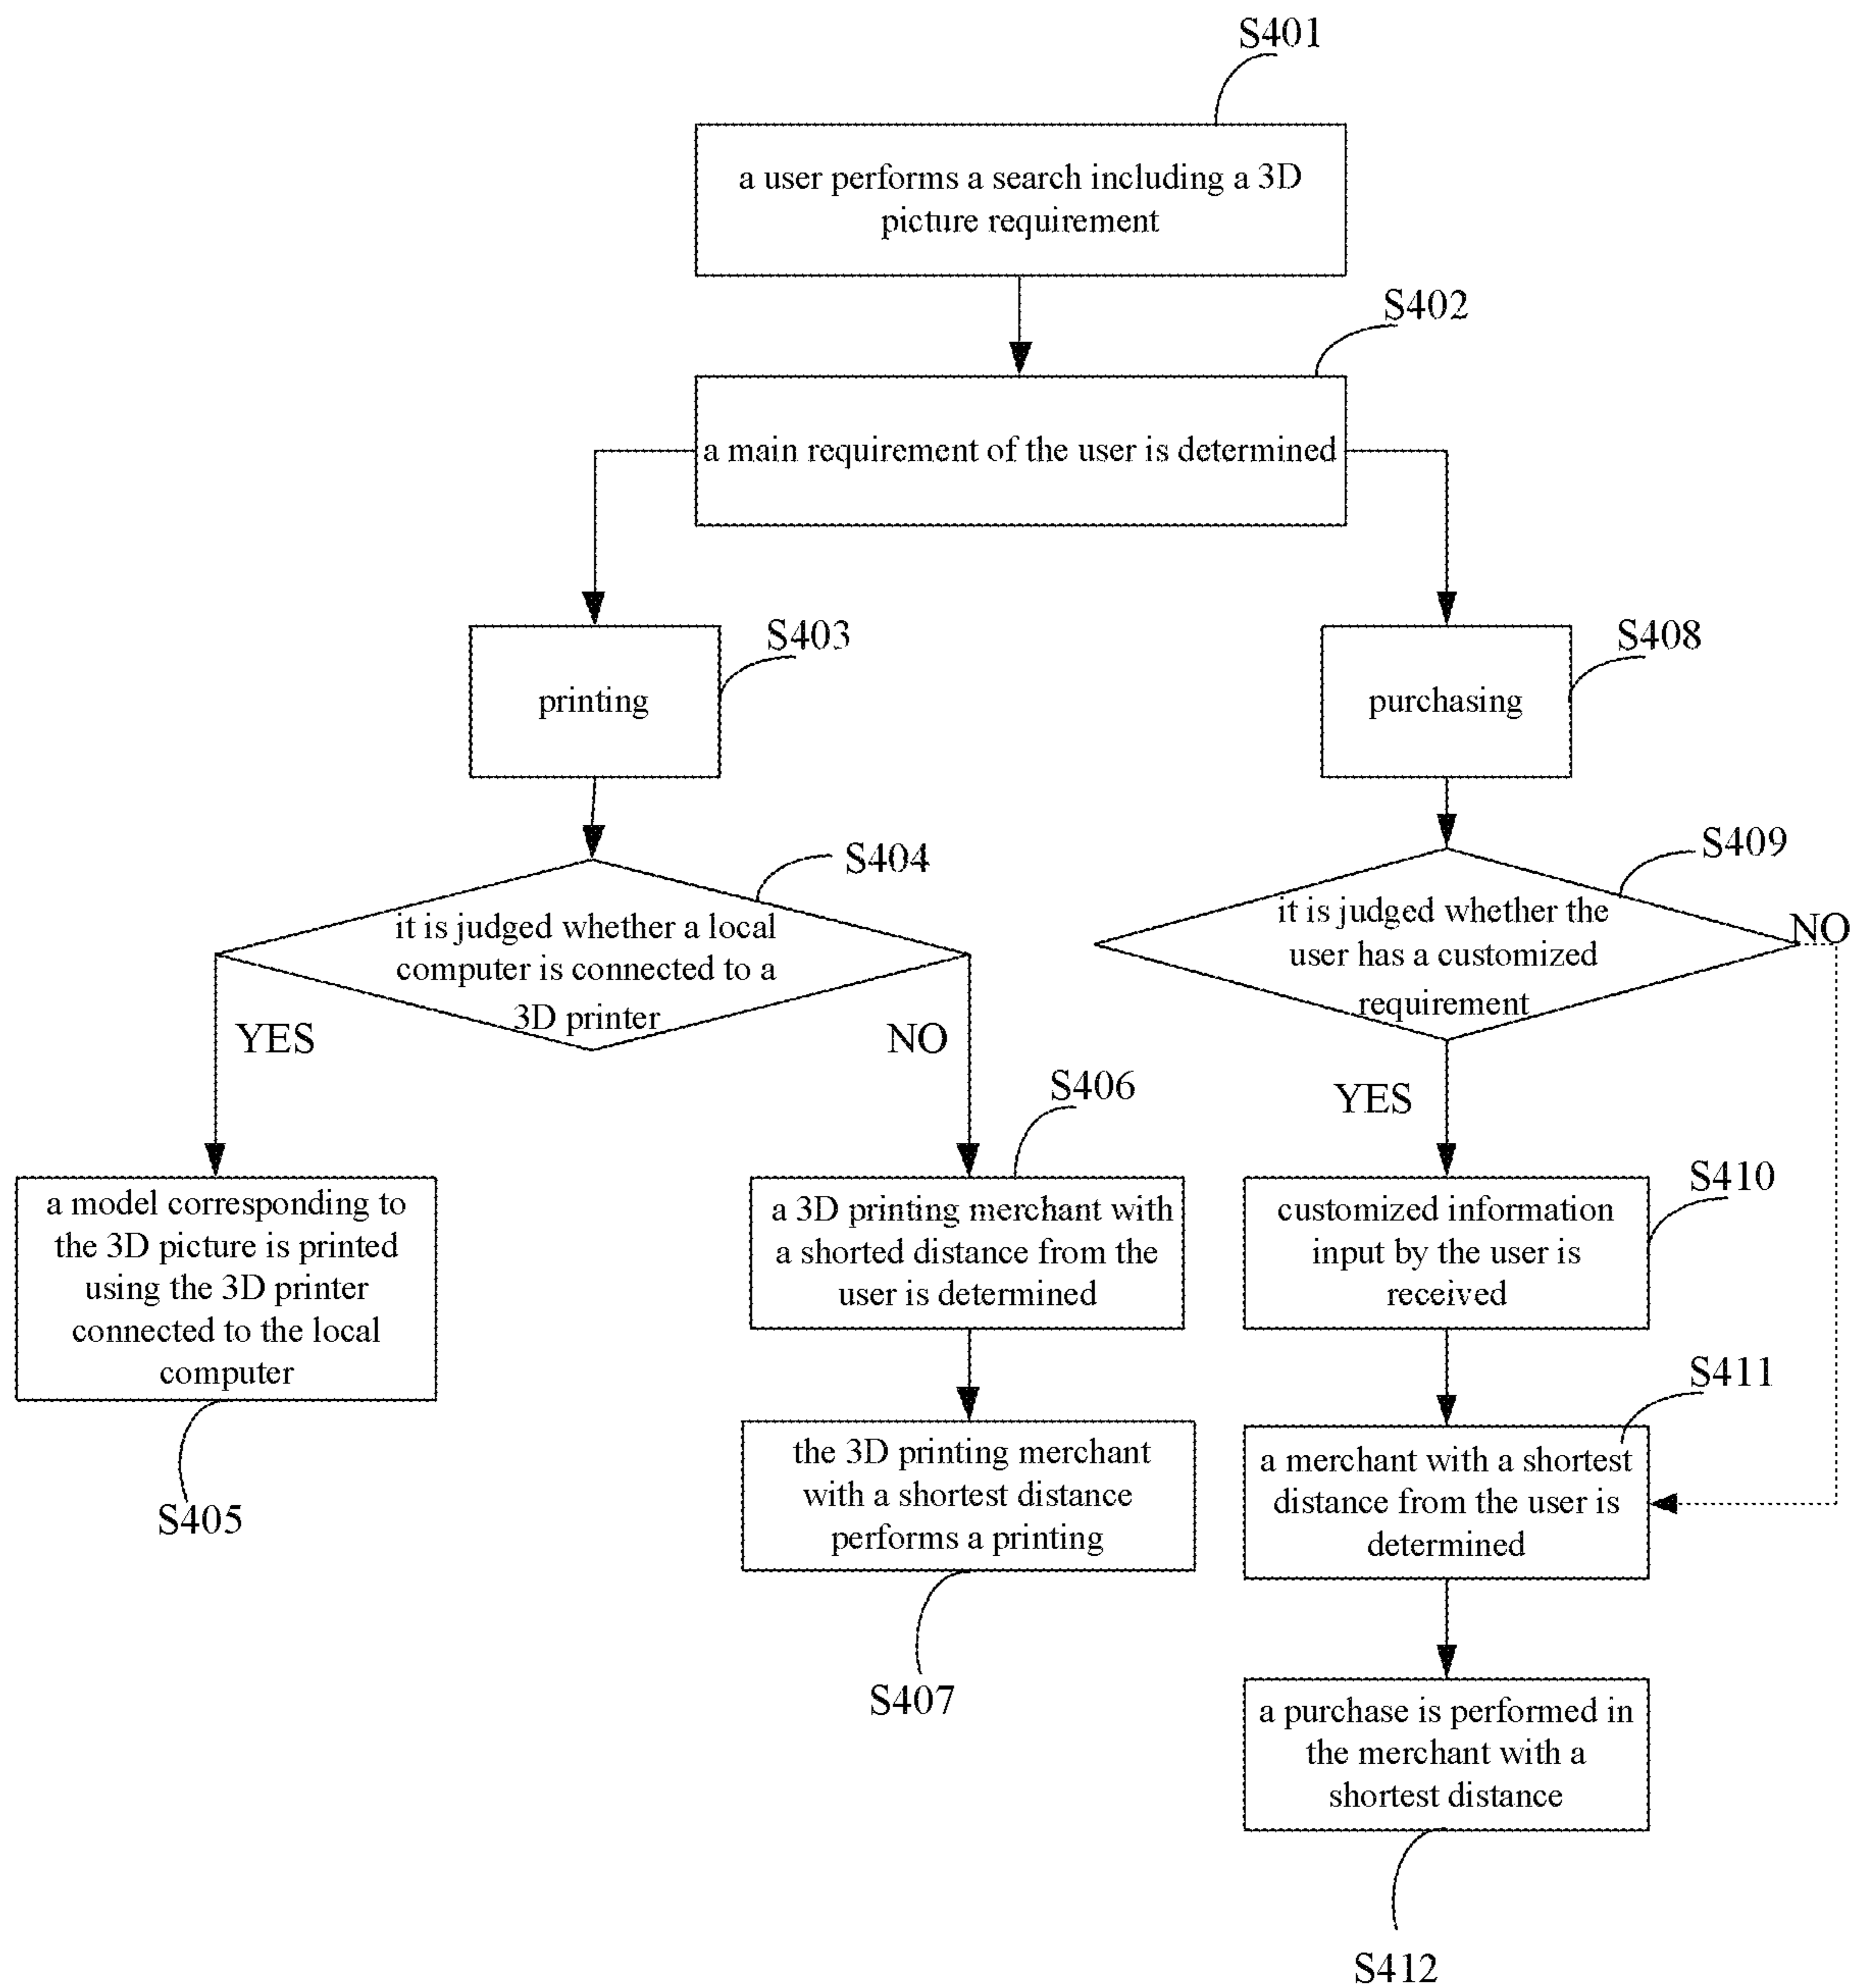 S401
a user performs a search including a 3D
picture requirement
S402
a main requirement of the user is determined
S403
printing
S408
purchasing
S404
it is judged whether a local
computer is connected to a
3D printer
S409
it is judged whether the
user has a customized
requirement
NO
YES
NO
YES
S406
S410
a model corresponding to
the 3D picture is printed
using the 3D printer
connected to the local
computer
S405
a 3D printing merchant with
a shorted distance from the
user is determined
customized information
input by the user is
received
S411
the 3D printing merchant
with a shortest distance
performs a printing
S407
a merchant with a shortest
distance from the user is
determined
a purchase is performed in
the merchant with a
shortest distance
S412